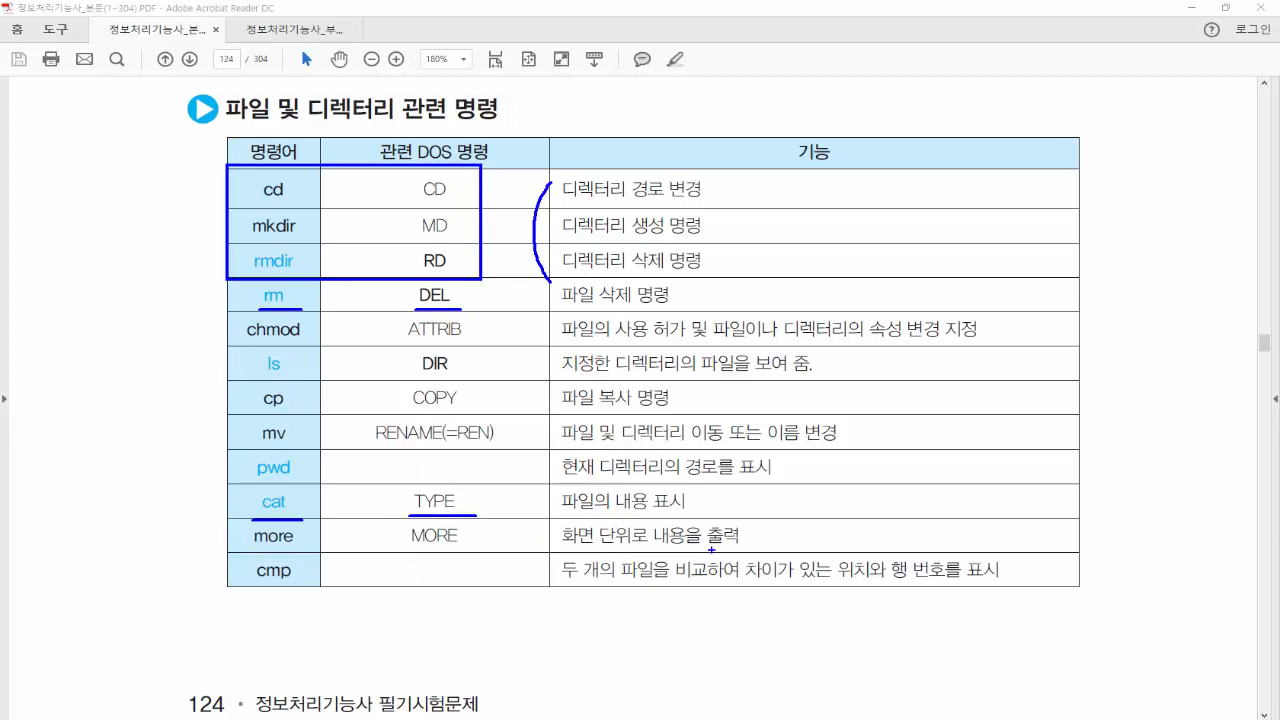 정보처리기능사_본문(1-304) PDF - Adobe Acrobat Reader DC
홈 도구 정보처리기능사_본... × 정보처리기능사_부... 로그인
124 / 304 180%
파일 및 디렉터리 관련 명령
명령어 관련 DOS 명령 기능
cd CD 디렉터리 경로 변경
mkdir MD 디렉터리 생성 명령
rmdir RD 디렉터리 삭제 명령
rm DEL 파일 삭제 명령
chmod ATTRIB 파일의 사용 허가 및 파일이나 디렉터리의 속성 변경 지정
ls DIR 지정한 디렉터리의 파일을 보여 줌.
cp COPY 파일 복사 명령
mv RENAME(=REN) 파일 및 디렉터리 이동 또는 이름 변경
pwd 현재 디렉터리의 경로를 표시
cat TYPE 파일의 내용 표시
more MORE 화면 단위로 내용을 출력
cmp 두 개의 파일을 비교하여 차이가 있는 위치와 행 번호를 표시
124 • 정보처리기능사 필기시험문제